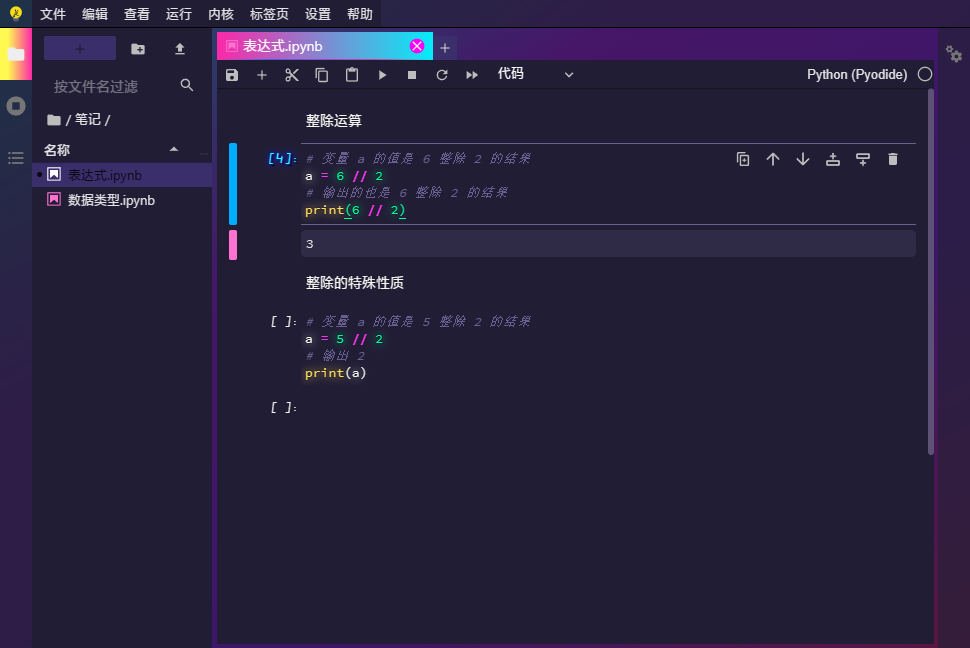 文件 编辑 查看 运行 内核 标签页 设置 帮助
表达式.ipynb
按文件名过滤
代码
Python (Pyodide)
/ 笔记 /
名称
表达式.ipynb
数据类型.ipynb
整除运算
[4]:
# 变量 a 的值是 6 整除 2 的结果
a = 6 // 2
# 输出的也是 6 整除 2 的结果
print(6 // 2)
3
整除的特殊性质
[ ]:
# 变量 a 的值是 5 整除 2 的结果
a = 5 // 2
# 输出 2
print(a)
[ ]: